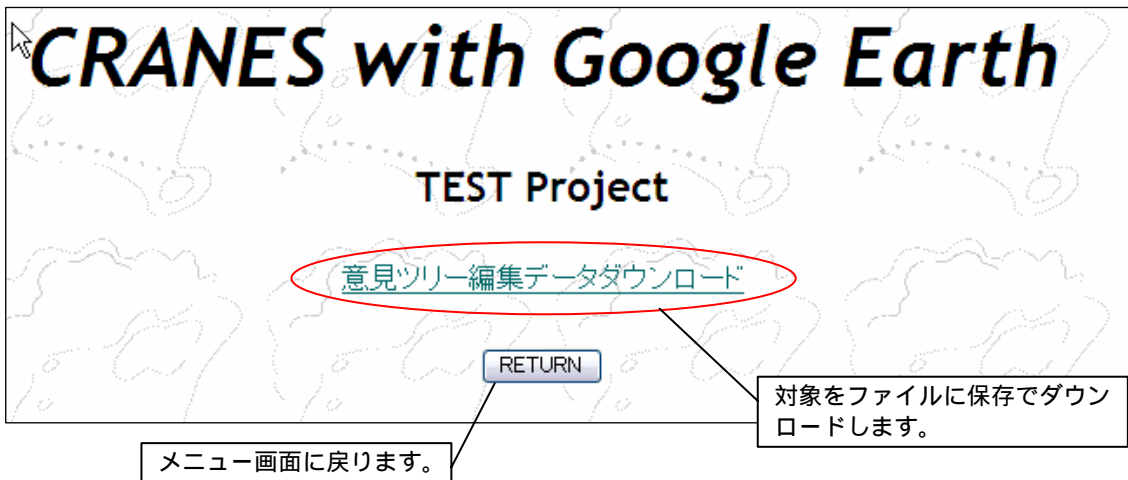 CRANES with Google Earth
TEST Project
意見ツリー編集データダウンロード
RETURN
対象をファイルに保存でダウン
ロードします。
メニュー画面に戻ります。